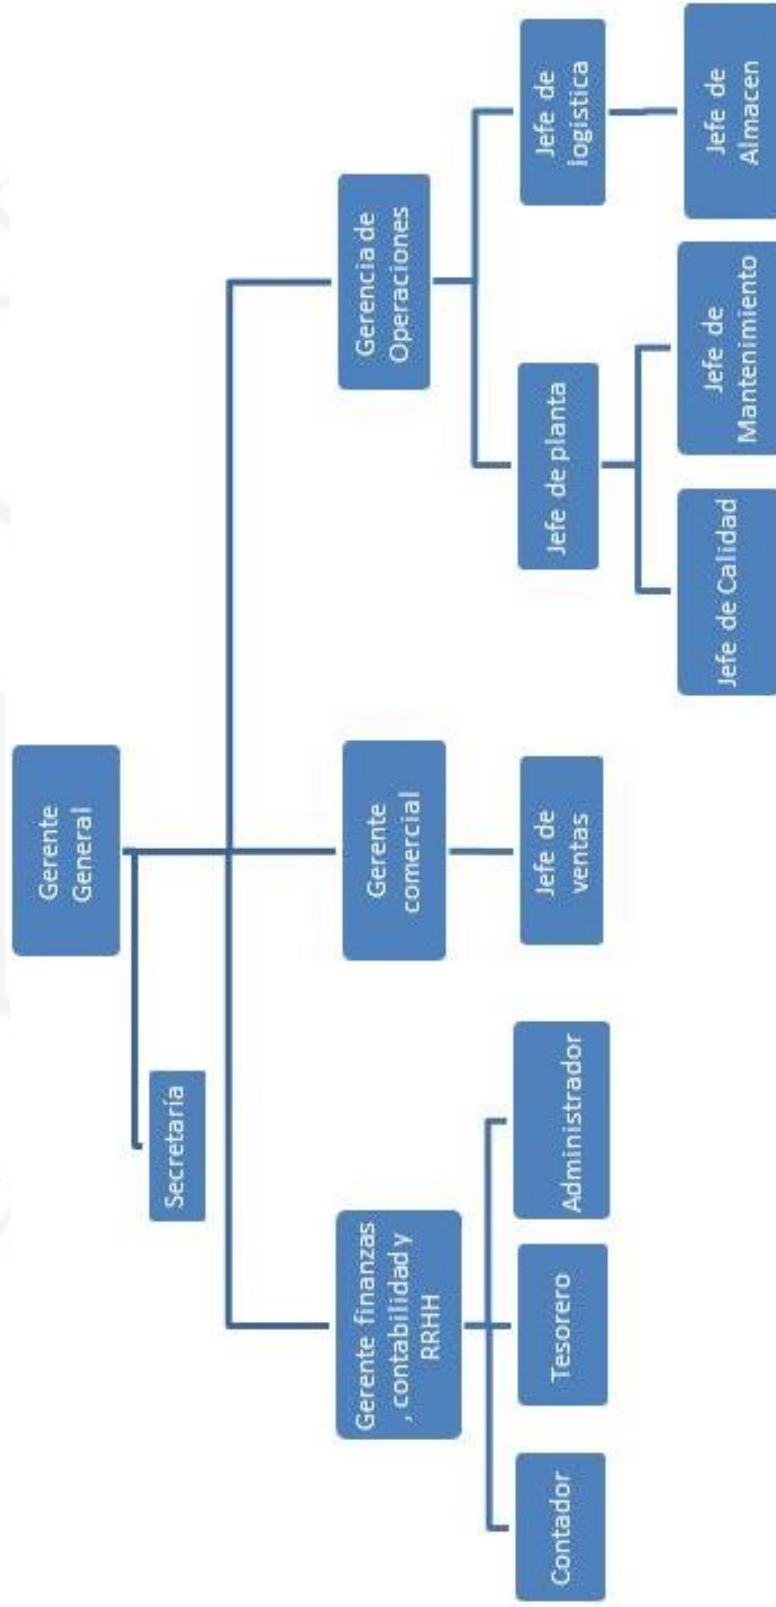 Gerente
General
Secretaría
Gerente finanzas
, contabilidad y
RRHH
Gerente
comercial
Gerencia de
Operaciones
Contador
Tesorero
Administrador
Jefe de
ventas
Jefe de planta
Jefe de
logistica
Jefe de Calidad
Jefe de
Mantenimiento
Jefe de
Almacen